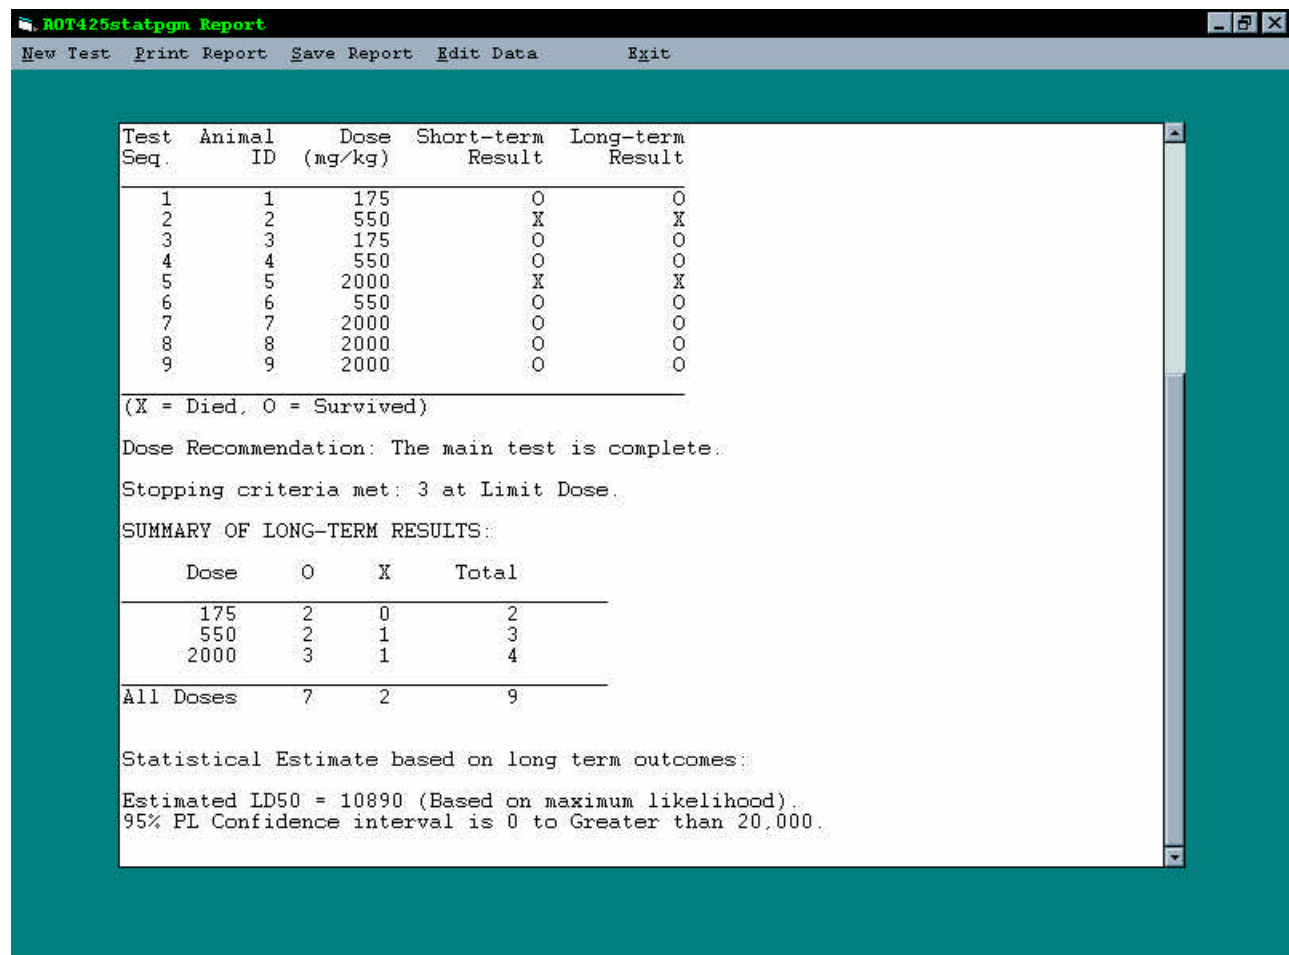 AOT425statpgm Report
New Test Print Report Save Report Edit Data Exit
Test Animal Dose Short-term Long-term
Seq. ID (mg/kg) Result Result
1 1 175 O O
2 2 550 X X
3 3 175 O O
4 4 550 O O
5 5 2000 X X
6 6 550 O O
7 7 2000 O O
8 8 2000 O O
9 9 2000 O O
(X = Died, O = Survived)
Dose Recommendation: The main test is complete.
Stopping criteria met: 3 at Limit Dose.
SUMMARY OF LONG-TERM RESULTS:
Dose O X Total
175 2 0 2
550 2 1 3
2000 3 1 4
All Doses 7 2 9
Statistical Estimate based on long term outcomes:
Estimated LD50 = 10890 (Based on maximum likelihood).
95% PL Confidence interval is 0 to Greater than 20,000.